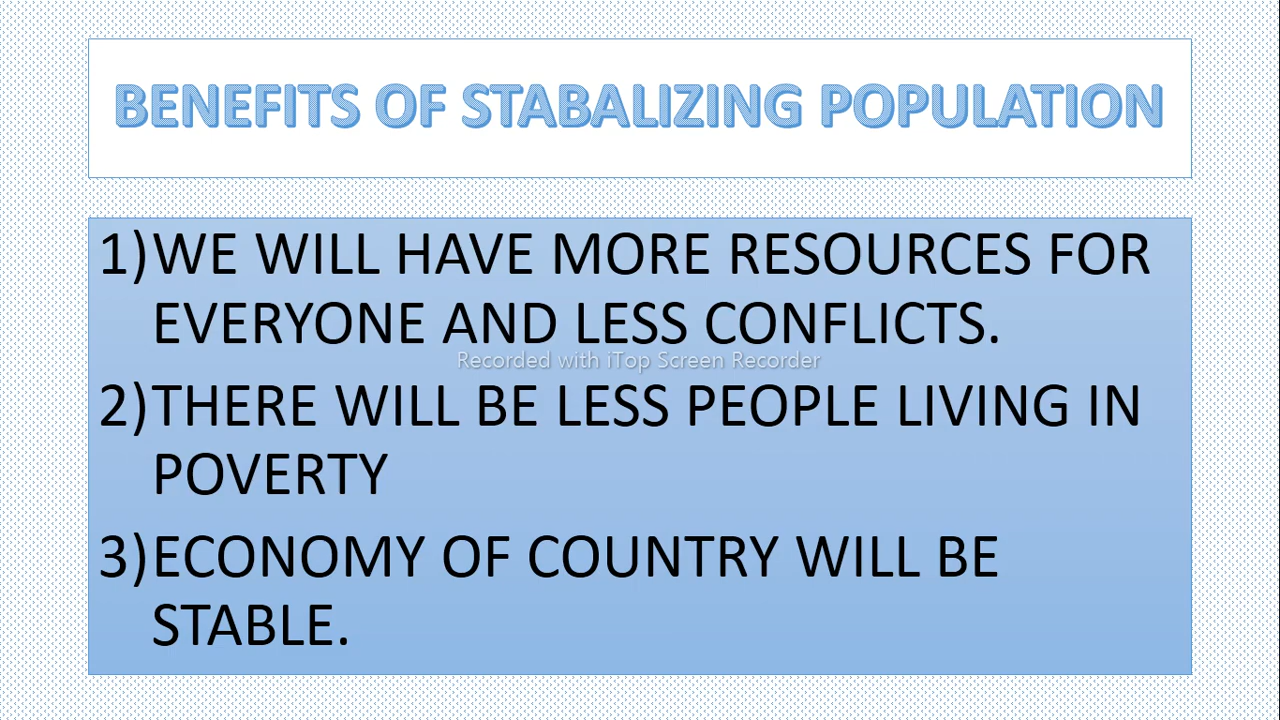 BENEFITS OF STABALIZING POPULATION
1)WE WILL HAVE MORE RESOURCES FOR
EVERYONE AND LESS CONFLICTS.
Recorded with iTop Screen Recorder
2)THERE WILL BE LESS PEOPLE LIVING IN
POVERTY
3)ECONOMY OF COUNTRY WILL BE
STABLE.